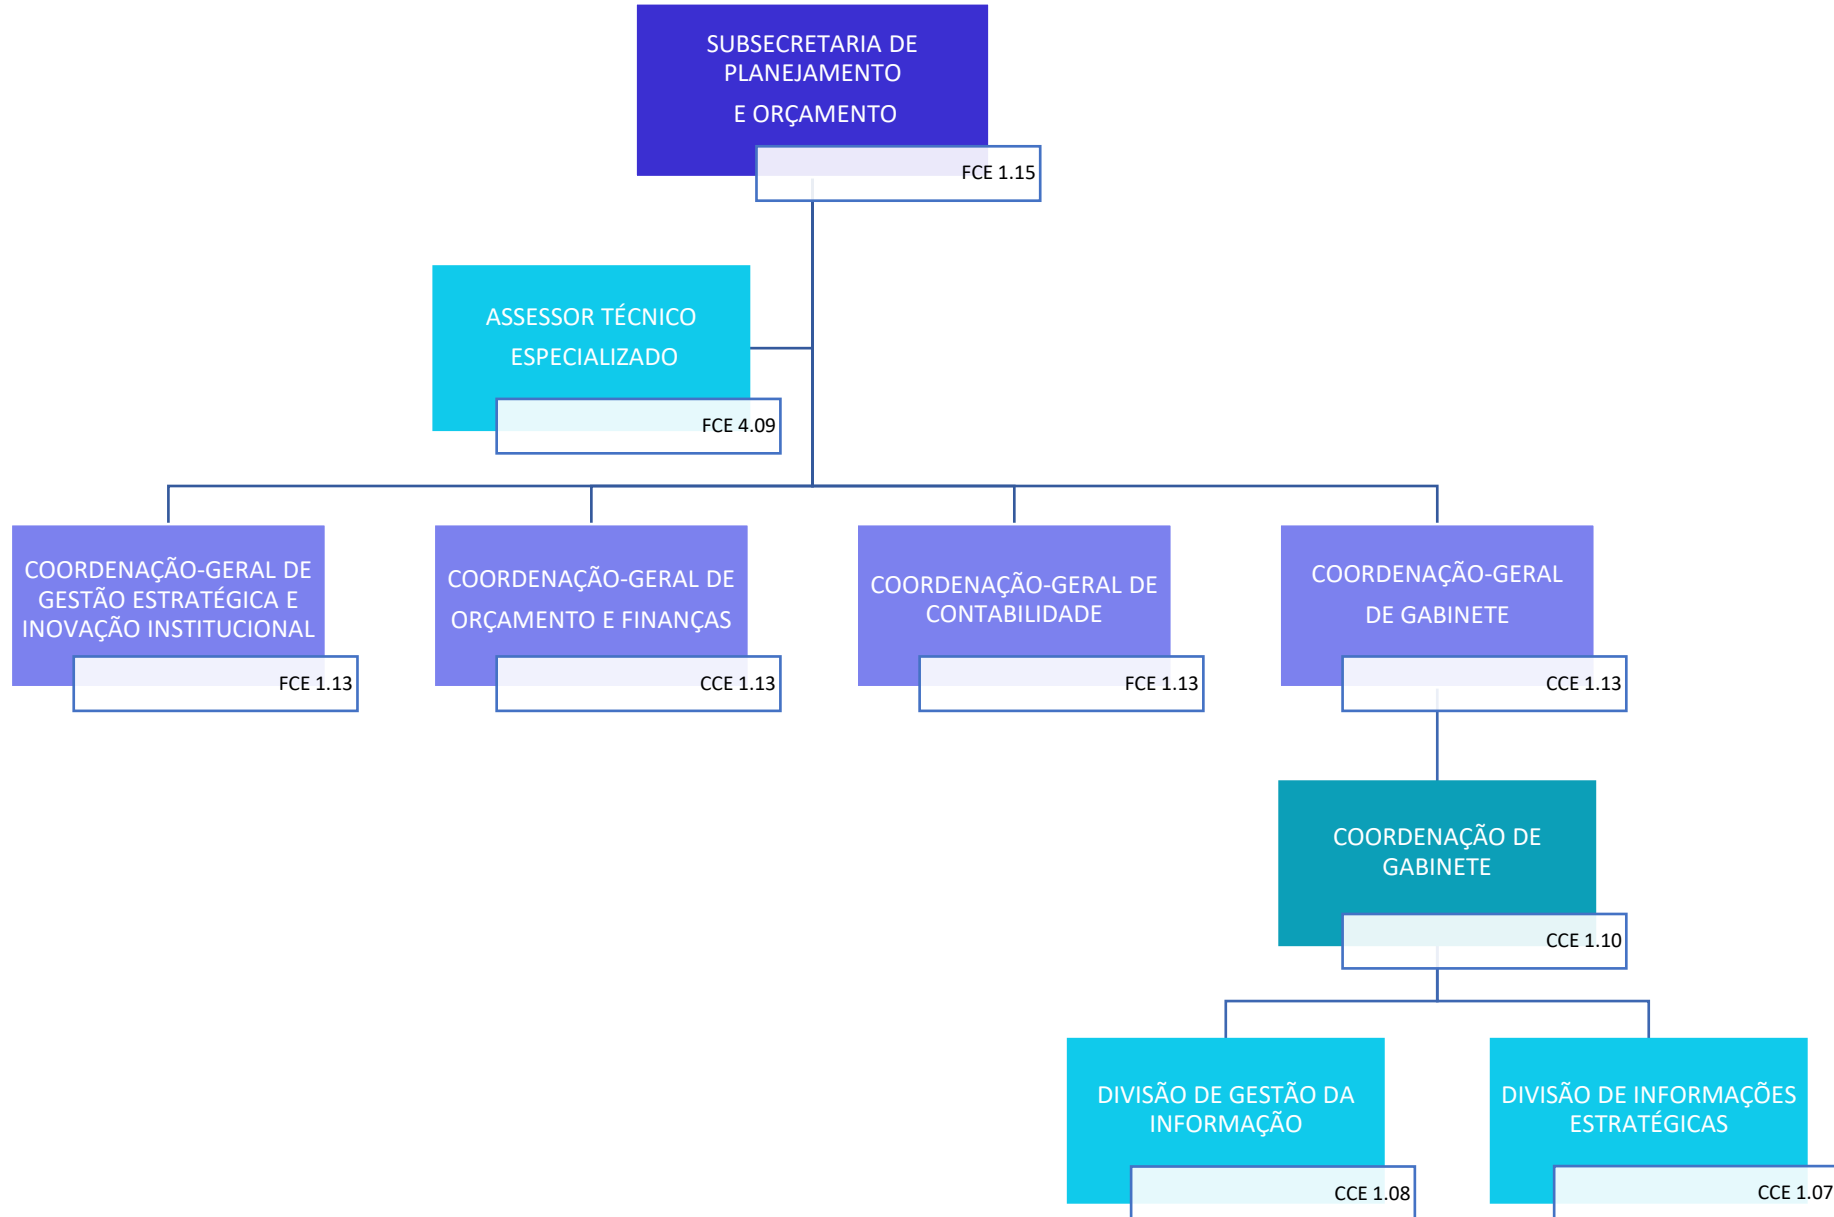 SUBSECRETARIA DE
PLANEJAMENTO
E ORÇAMENTO
FCE 1.15
ASSESSOR TÉCNICO
ESPECIALIZADO
FCE 4.09
COORDENAÇÃO-GERAL DE
GESTÃO ESTRATÉGICA E
INOVAÇÃO INSTITUCIONAL
FCE 1.13
COORDENAÇÃO-GERAL DE
ORÇAMENTO E FINANÇAS
CCE 1.13
COORDENAÇÃO-GERAL DE
CONTABILIDADE
FCE 1.13
COORDENAÇÃO-GERAL
DE GABINETE
CCE 1.13
COORDENAÇÃO DE
GABINETE
CCE 1.10
DIVISÃO DE GESTÃO DA
INFORMAÇÃO
CCE 1.08
DIVISÃO DE INFORMAÇÕES
ESTRATÉGICAS
CCE 1.07